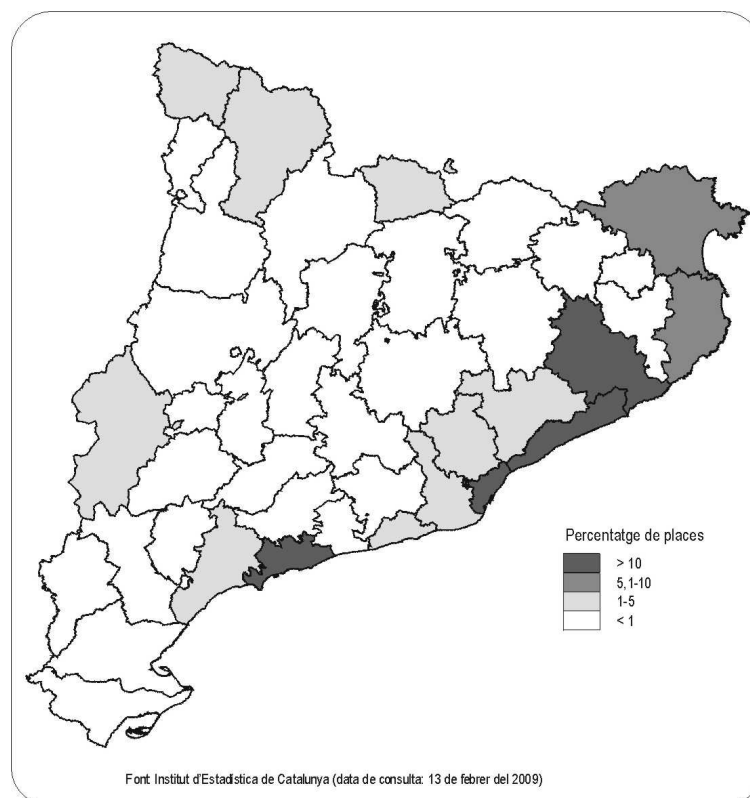 Percentatge de places
> 10
5,1-10
1-5
< 1
Font: Institut d'Estadística de Catalunya (data de consulta: 13 de febrer del 2009)